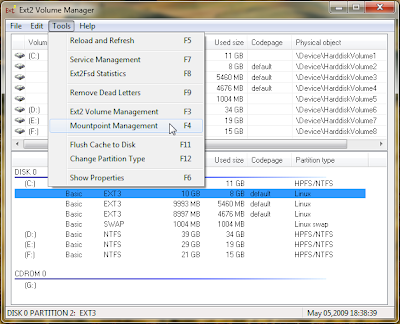 Ext2 Volume Manager
File Edit Tools Help
Reload and Refresh F5
Service Management F7
Ext2Fsd Statistics F8
Remove Dead Letters F9
Ext2 Volume Management F3
Mountpoint Management F4
Flush Cache to Disk F11
Change Partition Type F12
Show Properties F6
Volu Used size Codepage Physical object
(C:) 11 GB \Device\HarddiskVolume1
8 GB default \Device\HarddiskVolume2
5460 MB default \Device\HarddiskVolume3
4676 MB default \Device\HarddiskVolume4
1004 MB \Device\HarddiskVolume5
(D:) 34 GB \Device\HarddiskVolume6
(E:) 21 GB \Device\HarddiskVolume7
(F:) 15 GB \Device\HarddiskVolume8
Used size Codepage Partition type
DISK 0
(C:) 11 GB HPFS/NTFS
Basic EXT3 10 GB 8 GB default Linux
Basic EXT3 9993 MB 5460 MB default Linux
Basic EXT3 8997 MB 4676 MB default Linux
Basic SWAP 1004 MB 1004 MB Linux swap
(D:) Basic NTFS 39 GB 34 GB HPFS/NTFS
(E:) Basic NTFS 29 GB 21 GB HPFS/NTFS
(F:) Basic NTFS 19 GB 15 GB HPFS/NTFS
CDROM 0
(G:)
DISK 0 PARTITION 2: EXT3 May 05,2009 18:38:39